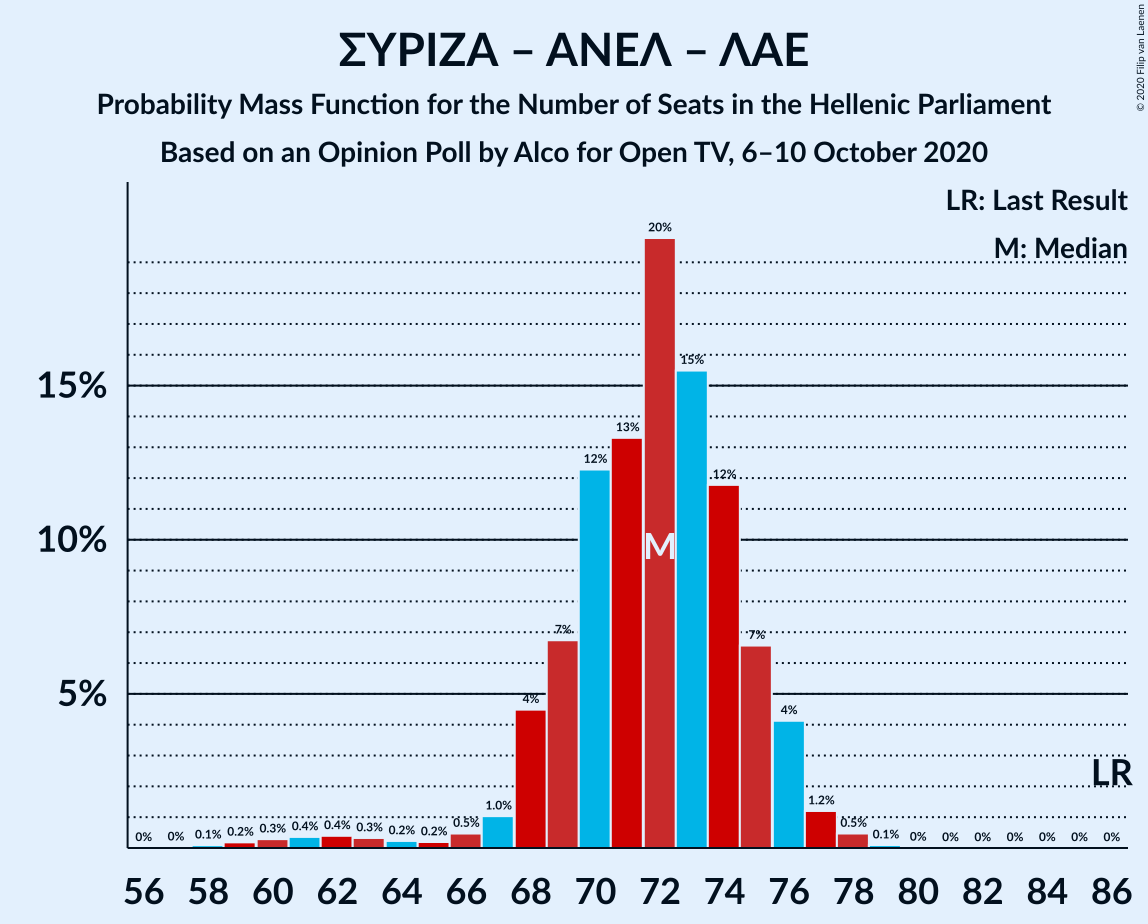 ΣΥΡΙΖΑ – ΑΝΕΛ – ΛΑΕ
Probability Mass Function for the Number of Seats in the Hellenic Parliament
Based on an Opinion Poll by Alco for Open TV, 6–10 October 2020
© 2020 Filip van Laenen
LR: Last Result
M: Median
15%
10%
5%
0% 0% 0.1% 0.2% 0.3% 0.4% 0.4% 0.3% 0.2% 0.2% 0.5% 1.0% 4% 7% 12% 13% 20% 15% 12% 7% 4% 1.2% 0.5% 0.1% 0% 0% 0% 0% 0% 0% 0%
M
LR
56 58 60 62 64 66 68 70 72 74 76 78 80 82 84 86